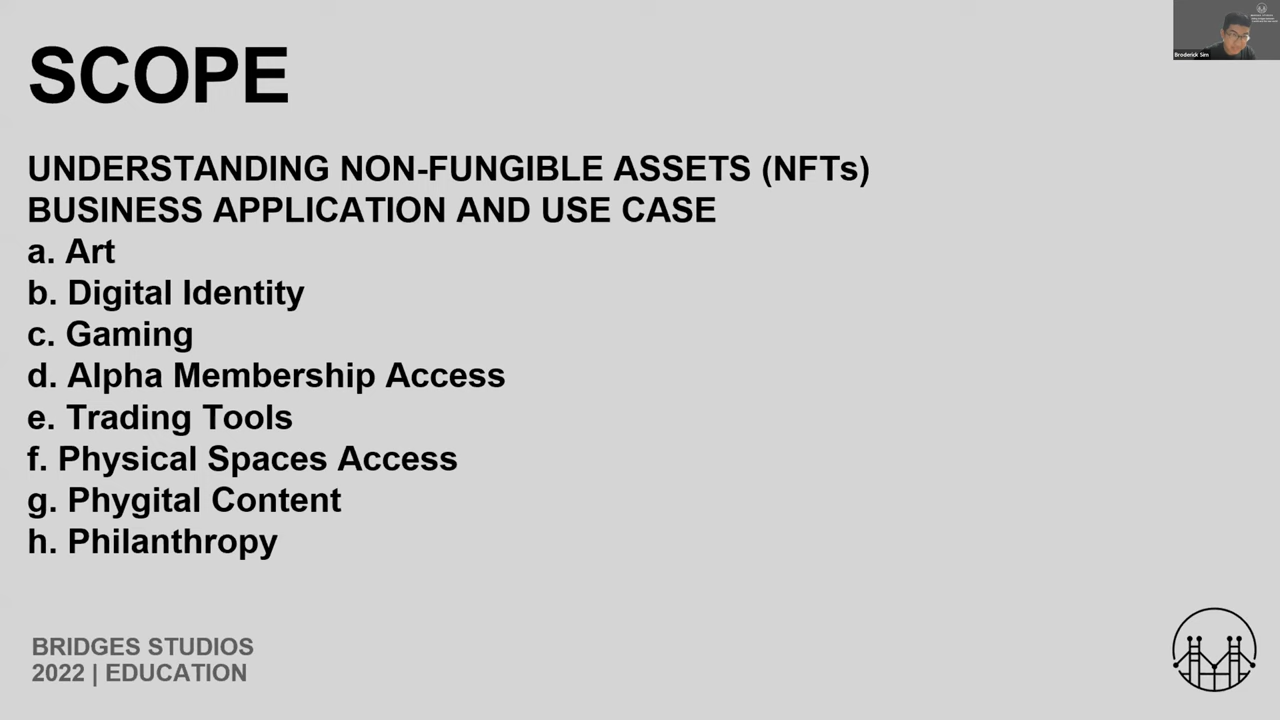 SCOPE
UNDERSTANDING NON-FUNGIBLE ASSETS (NFTs)
BUSINESS APPLICATION AND USE CASE
a. Art
b. Digital Identity
c. Gaming
d. Alpha Membership Access
e. Trading Tools
f. Physical Spaces Access
g. Phygital Content
h. Philanthropy
BRIDGES STUDIOS
2022 | EDUCATION
Broderick Sim